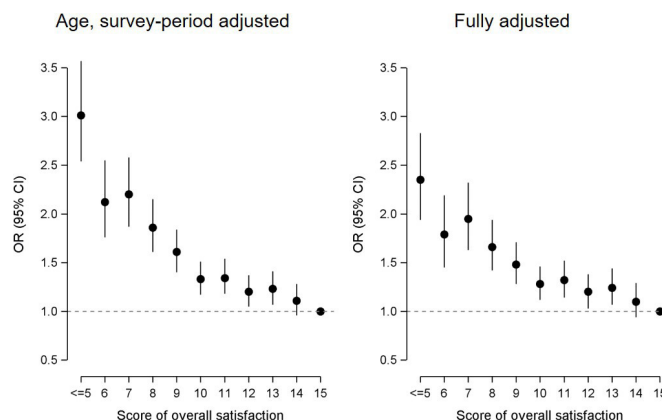 Age, survey-period adjusted
3.5
3.0
2.5
2.0
1.5
1.0
0.5
OR (95% CI)
<=5 6 7 8 9 10 11 12 13 14 15
Score of overall satisfaction
Fully adjusted
3.5
3.0
2.5
2.0
1.5
1.0
0.5
OR (95% CI)
<=5 6 7 8 9 10 11 12 13 14 15
Score of overall satisfaction